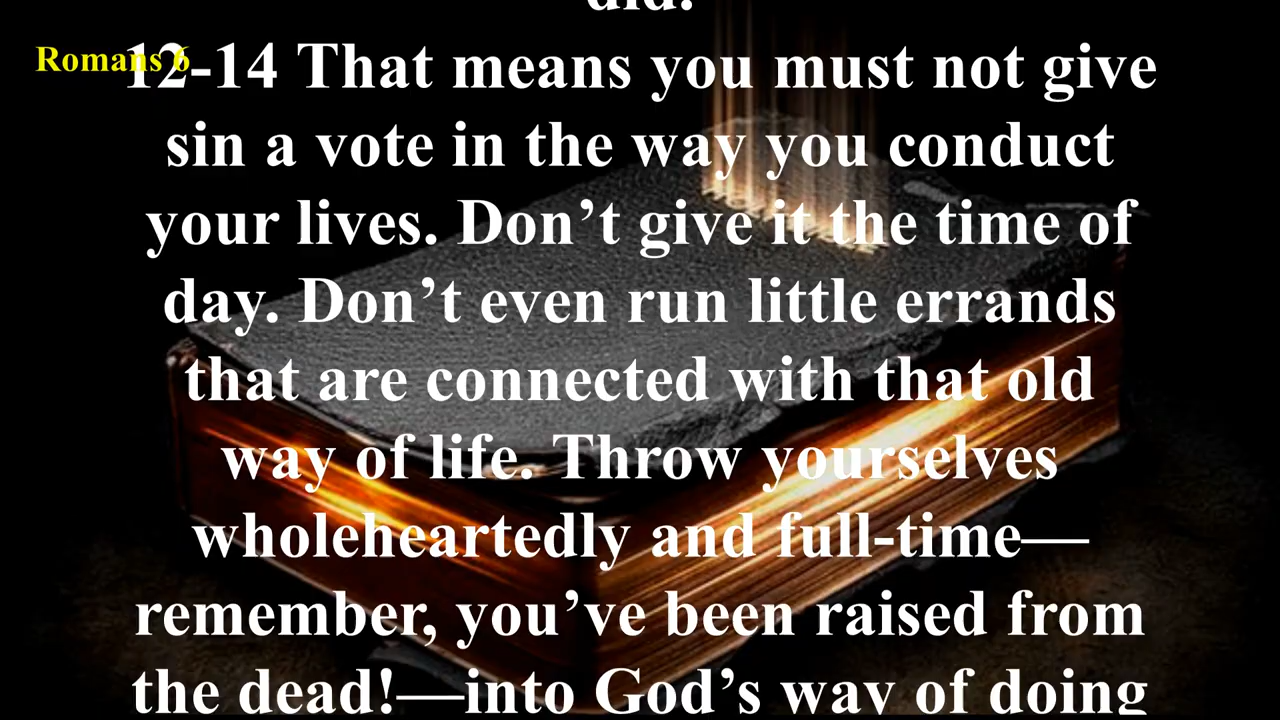 did.
Romans 6
12-14 That means you must not give
sin a vote in the way you conduct
your lives. Don’t give it the time of
day. Don’t even run little errands
that are connected with that old
way of life. Throw yourselves
wholeheartedly and full-time—
remember, you’ve been raised from
the dead!—into God’s way of doing